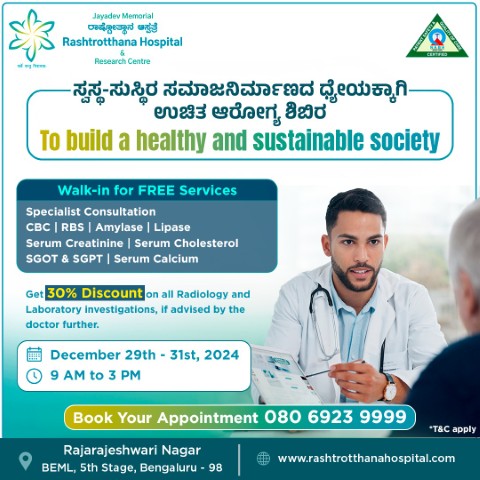 Jayadev Memorial
ರಾಷ್ಟ್ರೋತ್ಥಾನ ಆಸ್ಪತ್ರೆ
Rashtrotthana Hospital
&
Research Centre
CERTIFIED
ಸ್ವಸ್ಥ-ಸುಸ್ಥಿರ ಸಮಾಜನಿರ್ಮಾಣದ ಧ್ಯೇಯಕ್ಕಾಗಿ
ಉಚಿತ ಆರೋಗ್ಯ ಶಿಬಿರ
To build a healthy and sustainable society
Walk-in for FREE Services
Specialist Consultation
CBC | RBS | Amylase | Lipase
Serum Creatinine | Serum Cholesterol
SGOT & SGPT | Serum Calcium
Get 30% Discount on all Radiology and
Laboratory investigations, if advised by the
doctor further.
December 29th - 31st, 2024
9 AM to 3 PM
Book Your Appointment 080 6923 9999
*T&C apply
Rajarajeshwari Nagar
BEML, 5th Stage, Bengaluru - 98
www.rashtrotthanahospital.com